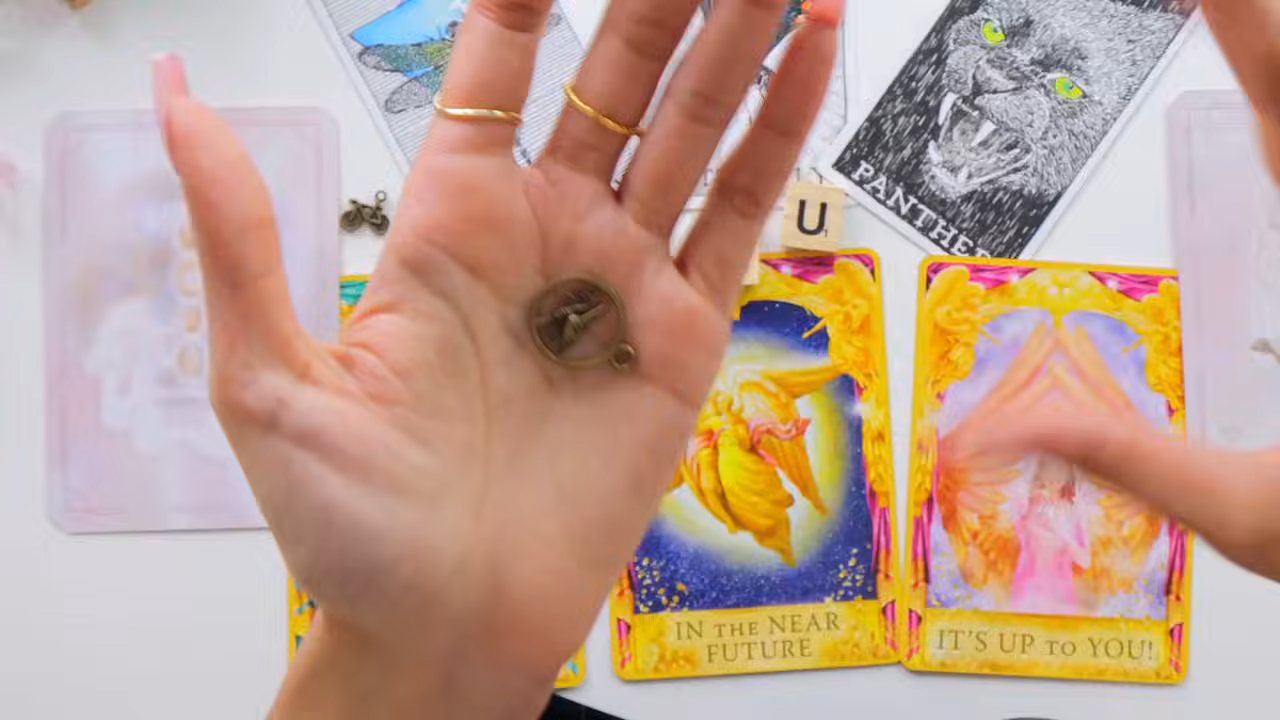 PANTHER
U
IN THE NEAR
FUTURE
IT'S UP TO YOU!